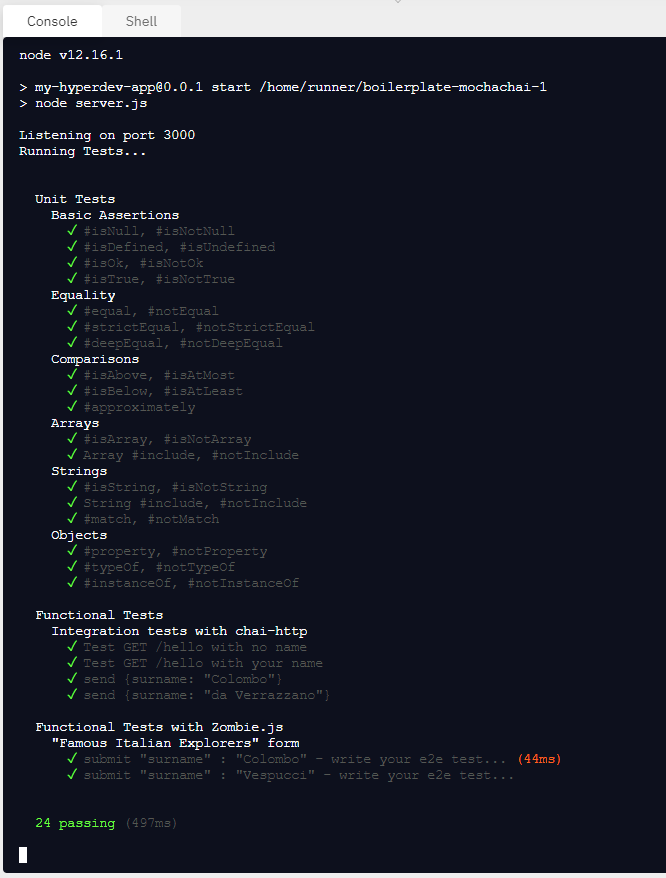 Console Shell
node v12.16.1
> my-hyperdev-app@0.0.1 start /home/runner/boilerplate-mochachai-1
> node server.js
Listening on port 3000
Running Tests...
Unit Tests
Basic Assertions
✓ #isNull, #isNotNull
✓ #isDefined, #isUndefined
✓ #isOk, #isNotOk
✓ #isTrue, #isNotTrue
Equality
✓ #equal, #notEqual
✓ #strictEqual, #notStrictEqual
✓ #deepEqual, #notDeepEqual
Comparisons
✓ #isAbove, #isAtMost
✓ #isBelow, #isAtLeast
✓ #approximately
Arrays
✓ #isArray, #isNotArray
✓ Array #include, #notInclude
Strings
✓ #isString, #isNotString
✓ String #include, #notInclude
✓ #match, #notMatch
Objects
✓ #property, #notProperty
✓ #typeOf, #notTypeOf
✓ #instanceOf, #notInstanceOf
Functional Tests
Integration tests with chai-http
✓ Test GET /hello with no name
✓ Test GET /hello with your name
✓ send {surname: "Colombo"}
✓ send {surname: "da Verrazzano"}
Functional Tests with Zombie.js
"Famous Italian Explorers" form
✓ submit "surname" : "Colombo" - write your e2e test... (44ms)
✓ submit "surname" : "Vespucci" - write your e2e test...
24 passing (497ms)